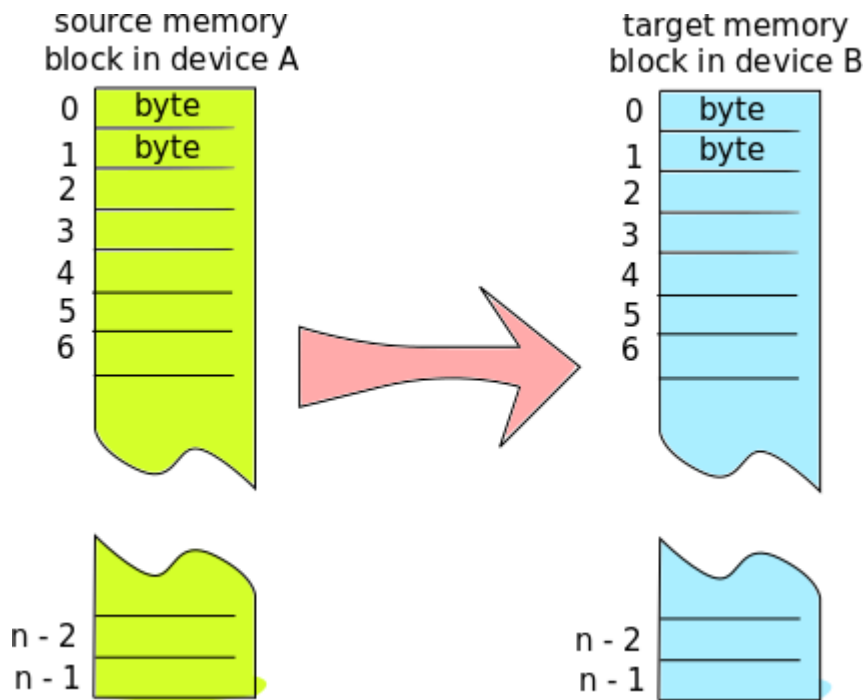 source memory
block in device A
0
byte
1
byte
2
3
4
5
6
n - 2
n - 1
target memory
block in device B
0
byte
1
byte
2
3
4
5
6
n - 2
n - 1